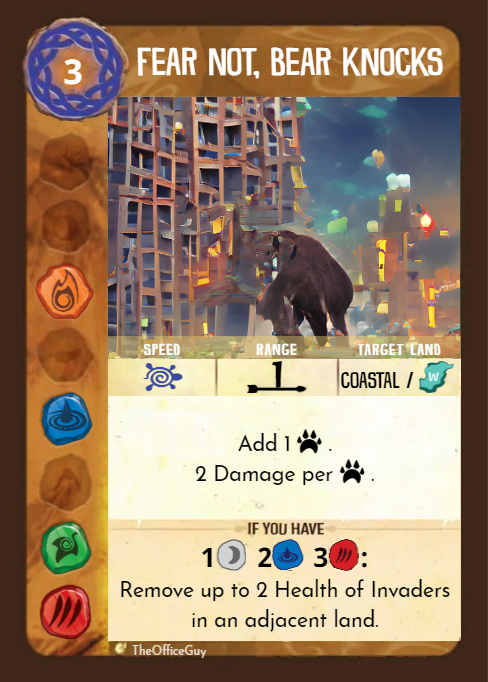 3
FEAR NOT, BEAR KNOCKS
SPEED RANGE TARGET LAND
1 COASTAL / W
Add 1 .
2 Damage per .
IF YOU HAVE
1 2 3 :
Remove up to 2 Health of Invaders
in an adjacent land.
TheOfficeGuy